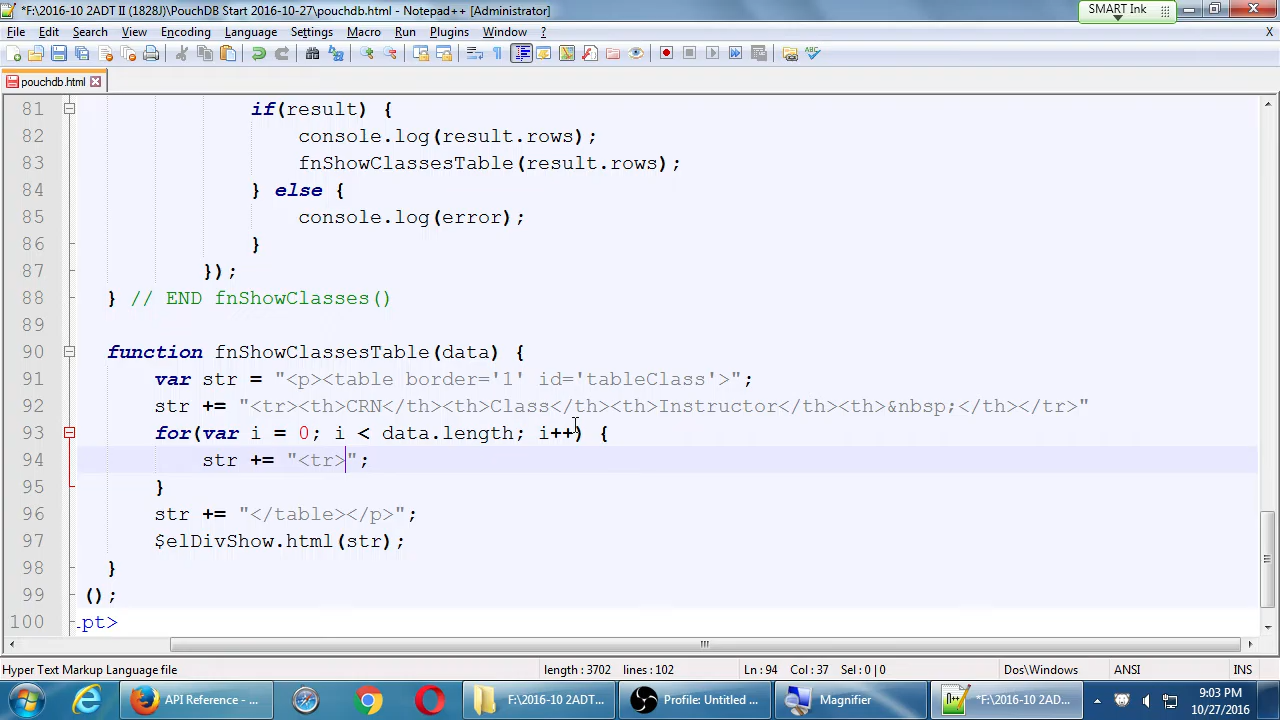 *F:\2016-10 2ADT II (1828J)\PouchDB Start 2016-10-27\pouchdb.html - Notepad++ [Administrator]
SMART Ink
File Edit Search View Encoding Language Settings Macro Run Plugins Window ? X
pouchdb.html
81 if(result) {
82 console.log(result.rows);
83 fnShowClassesTable(result.rows);
84 } else {
85 console.log(error);
86 }
87 });
88 } // END fnShowClasses()
89
90 function fnShowClassesTable(data) {
91 var str = "<p><table border='1' id='tableClass'>";
92 str += "<tr><th>CRN</th><th>Class</th><th>Instructor</th><th>&nbsp;</th></tr>"
93 for(var i = 0; i < data.length; i++) {
94 str += "<tr>";
95 }
96 str += "</table></p>";
97 $elDivShow.html(str);
98 }
99 ();
100 .pt>
Hyper Text Markup Language file length : 3702 lines : 102 Ln : 94 Col : 37 Sel : 0 | 0 Dos\Windows ANSI INS
API Reference - ... F:\2016-10 2ADT... Profile: Untitled ... Magnifier *F:\2016-10 2AD... 9:03 PM
10/27/2016